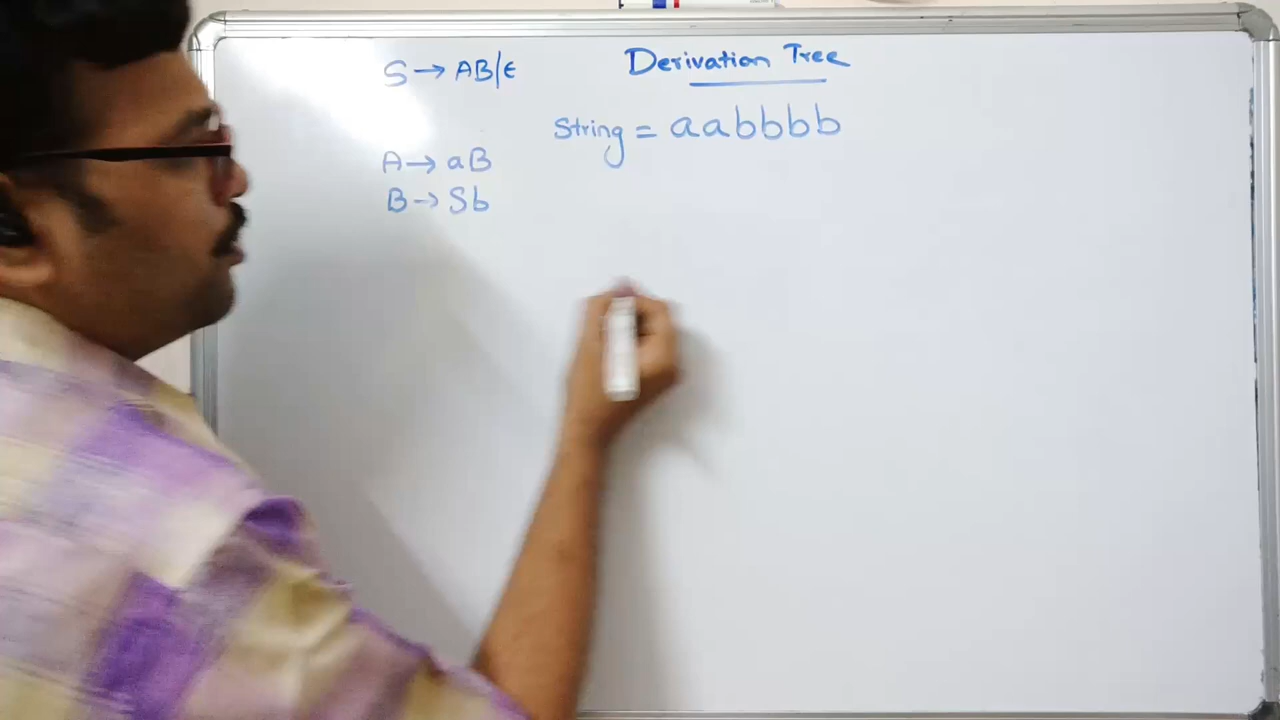 Derivation Tree
S → AB/ε
String = aabbbb
A → aB
B → Sb